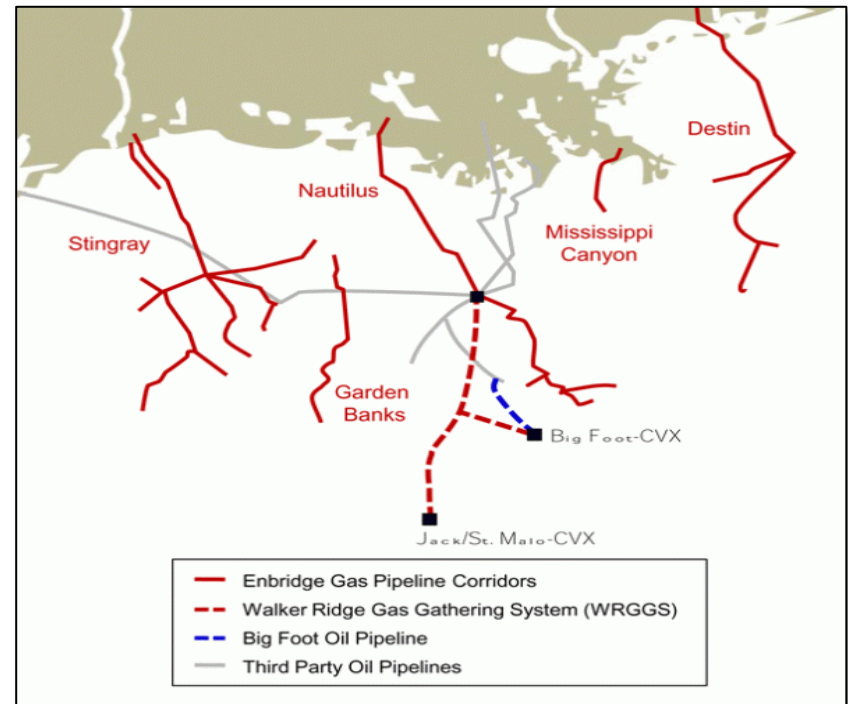 Destin
Nautilus
Mississippi
Canyon
Stingray
Garden
Banks
Big Foot-CVX
Jack/St. Malo-CVX
Enbridge Gas Pipeline Corridors
Walker Ridge Gas Gathering System (WRGGS)
Big Foot Oil Pipeline
Third Party Oil Pipelines